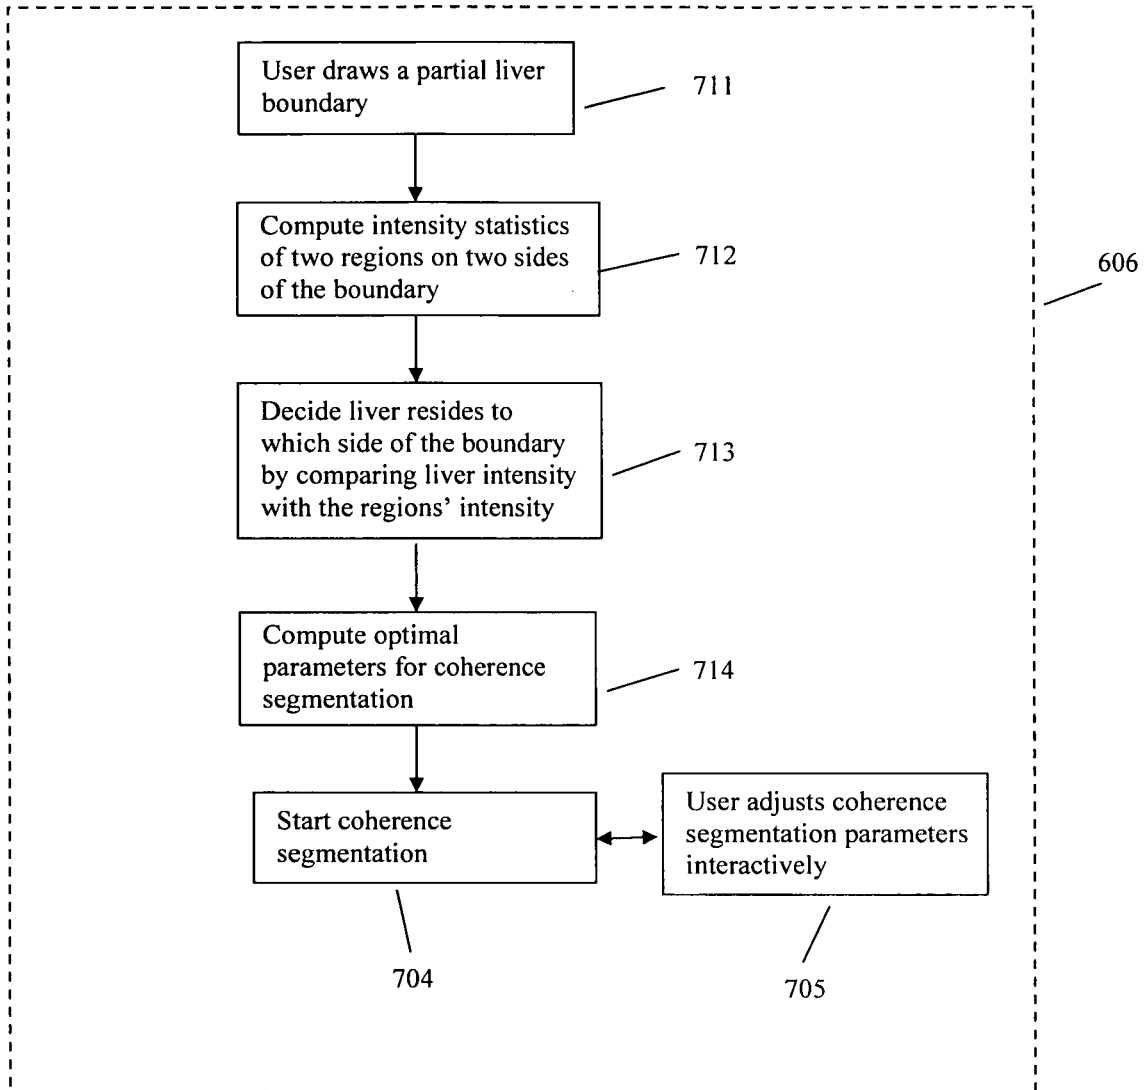 User draws a partial liver
boundary
711
Compute intensity statistics
of two regions on two sides
of the boundary
712
606
Decide liver resides to
which side of the boundary
by comparing liver intensity
with the regions’ intensity
713
Compute optimal
parameters for coherence
segmentation
714
Start coherence
segmentation
User adjusts coherence
segmentation parameters
interactively
704
705